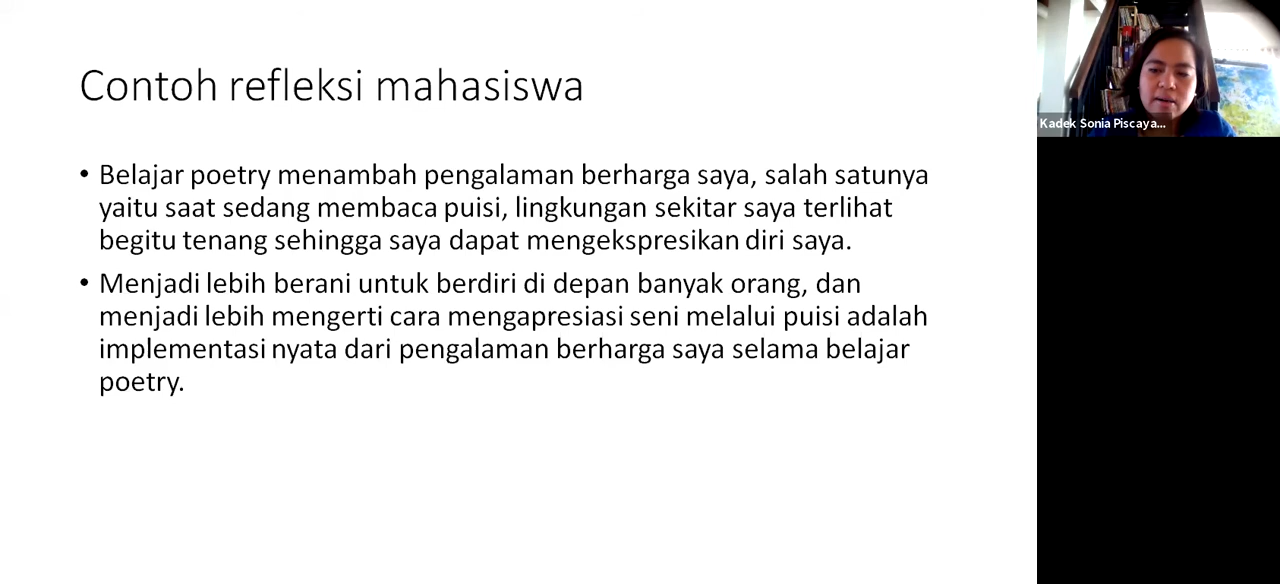 Contoh refleksi mahasiswa
• Belajar poetry menambah pengalaman berharga saya, salah satunya
yaitu saat sedang membaca puisi, lingkungan sekitar saya terlihat
begitu tenang sehingga saya dapat mengekspresikan diri saya.
• Menjadi lebih berani untuk berdiri di depan banyak orang, dan
menjadi lebih mengerti cara mengapresiasi seni melalui puisi adalah
implementasi nyata dari pengalaman berharga saya selama belajar
poetry.
Kadek Sonia Piscaya...